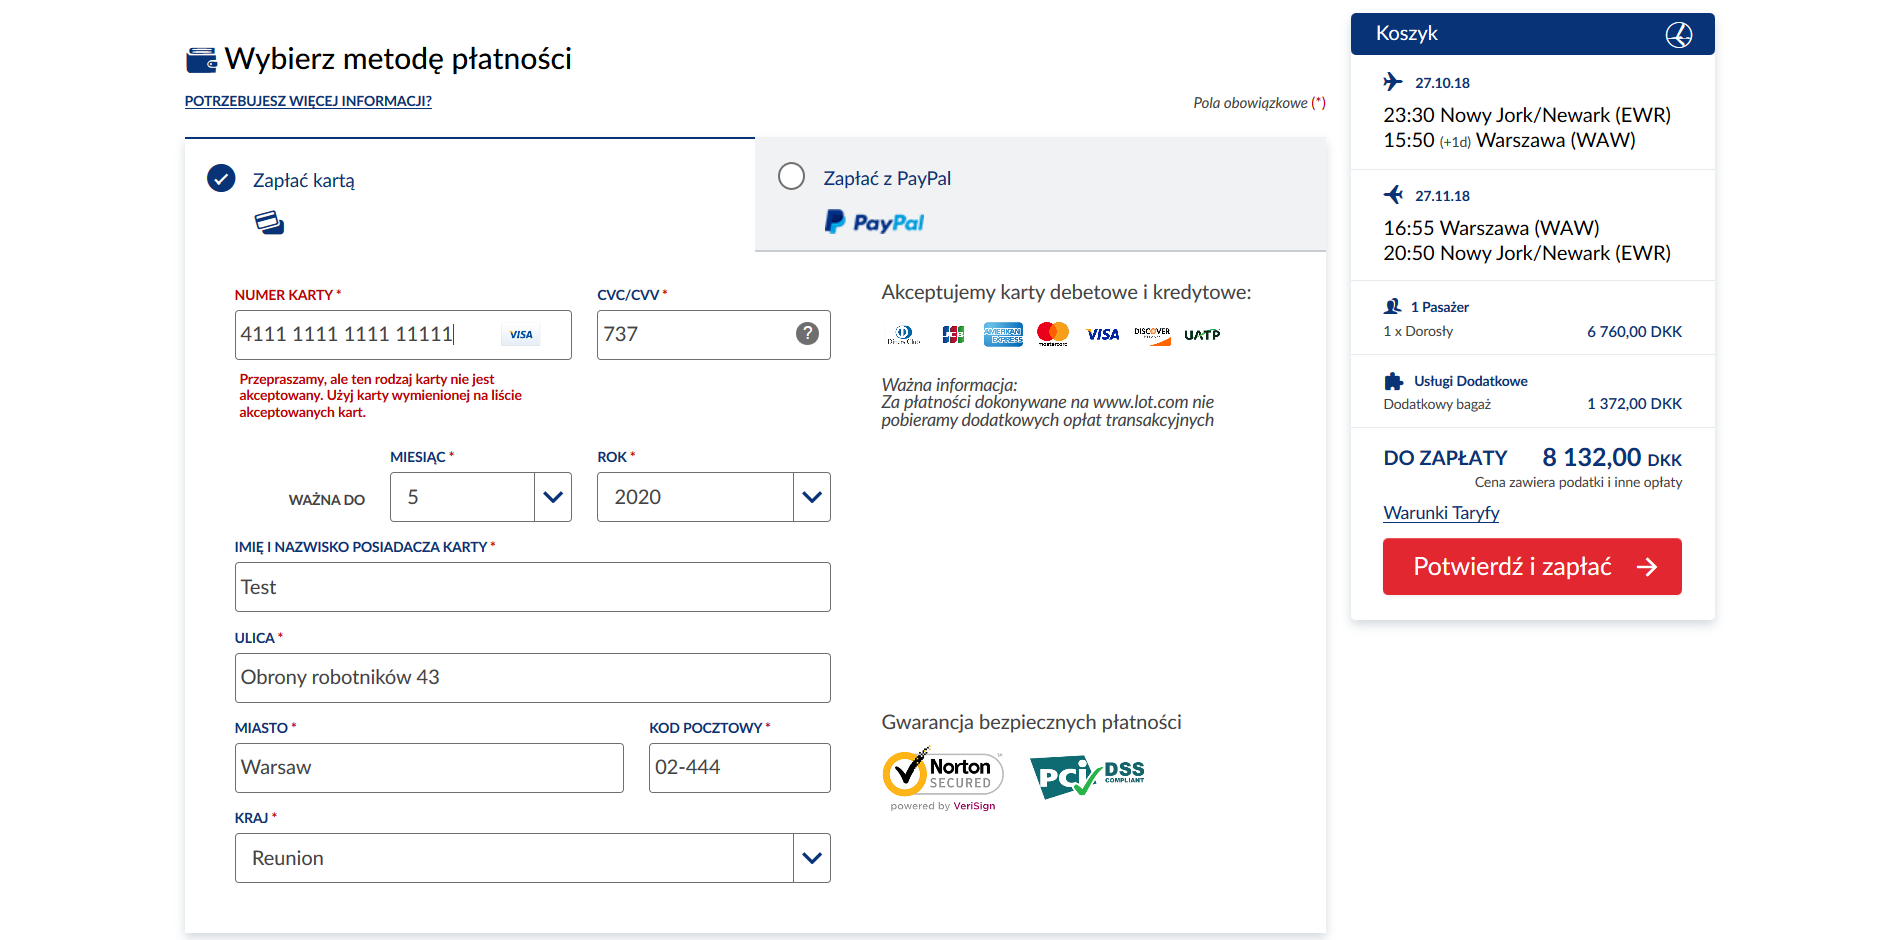 Wybierz metodę płatności
POTRZEBUJESZ WIĘCEJ INFORMACJI?
Pola obowiązkowe (*)
Zapłać kartą
Zapłać z PayPal
PayPal
NUMER KARTY *
CVC/CVV *
4111 1111 1111 11111
VISA
737
?
Przepraszamy, ale ten rodzaj karty nie jest
akceptowany. Użyj karty wymienionej na liście
akceptowanych kart.
MIESIĄC *
ROK *
WAŻNA DO
5
2020
IMIĘ I NAZWISKO POSIADACZA KARTY *
Test
ULICA *
Obrony robotników 43
MIASTO *
KOD POCZTOWY *
Warsaw
02-444
KRAJ *
Reunion
Akceptujemy karty debetowe i kredytowe:
Diners Club
JCB
AMERICAN
EXPRESS
mastercard
VISA
DISCOVER
UATP
Ważna informacja:
Za płatności dokonywane na www.lot.com nie
pobieramy dodatkowych opłat transakcyjnych
Gwarancja bezpiecznych płatności
Norton
SECURED
powered by VeriSign
PCI DSS
COMPLIANT
Koszyk
27.10.18
23:30 Nowy Jork/Newark (EWR)
15:50 (+1d) Warszawa (WAW)
27.11.18
16:55 Warszawa (WAW)
20:50 Nowy Jork/Newark (EWR)
1 Pasażer
1 x Dorosły 6 760,00 DKK
Usługi Dodatkowe
Dodatkowy bagaż 1 372,00 DKK
DO ZAPŁATY 8 132,00 DKK
Cena zawiera podatki i inne opłaty
Warunki Taryfy
Potwierdź i zapłać